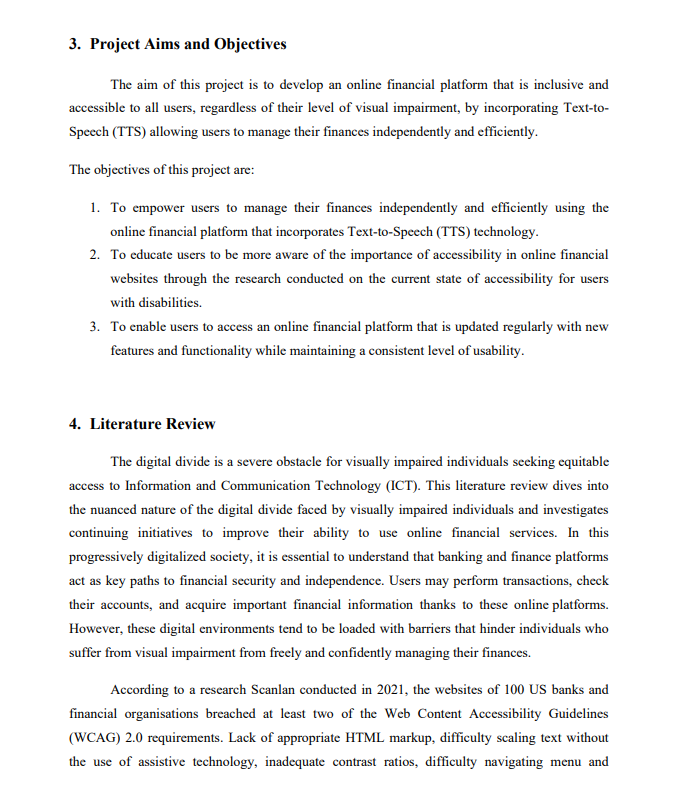 3. Project Aims and Objectives
The aim of this project is to develop an online financial platform that is inclusive and
accessible to all users, regardless of their level of visual impairment, by incorporating Text-to-
Speech (TTS) allowing users to manage their finances independently and efficiently.
The objectives of this project are:
1. To empower users to manage their finances independently and efficiently using the
online financial platform that incorporates Text-to-Speech (TTS) technology.
2. To educate users to be more aware of the importance of accessibility in online financial
websites through the research conducted on the current state of accessibility for users
with disabilities.
3. To enable users to access an online financial platform that is updated regularly with new
features and functionality while maintaining a consistent level of usability.
4. Literature Review
The digital divide is a severe obstacle for visually impaired individuals seeking equitable
access to Information and Communication Technology (ICT). This literature review dives into
the nuanced nature of the digital divide faced by visually impaired individuals and investigates
continuing initiatives to improve their ability to use online financial services. In this
progressively digitalized society, it is essential to understand that banking and finance platforms
act as key paths to financial security and independence. Users may perform transactions, check
their accounts, and acquire important financial information thanks to these online platforms.
However, these digital environments tend to be loaded with barriers that hinder individuals who
suffer from visual impairment from freely and confidently managing their finances.
According to a research Scanlan conducted in 2021, the websites of 100 US banks and
financial organisations breached at least two of the Web Content Accessibility Guidelines
(WCAG) 2.0 requirements. Lack of appropriate HTML markup, difficulty scaling text without
the use of assistive technology, inadequate contrast ratios, difficulty navigating menu and